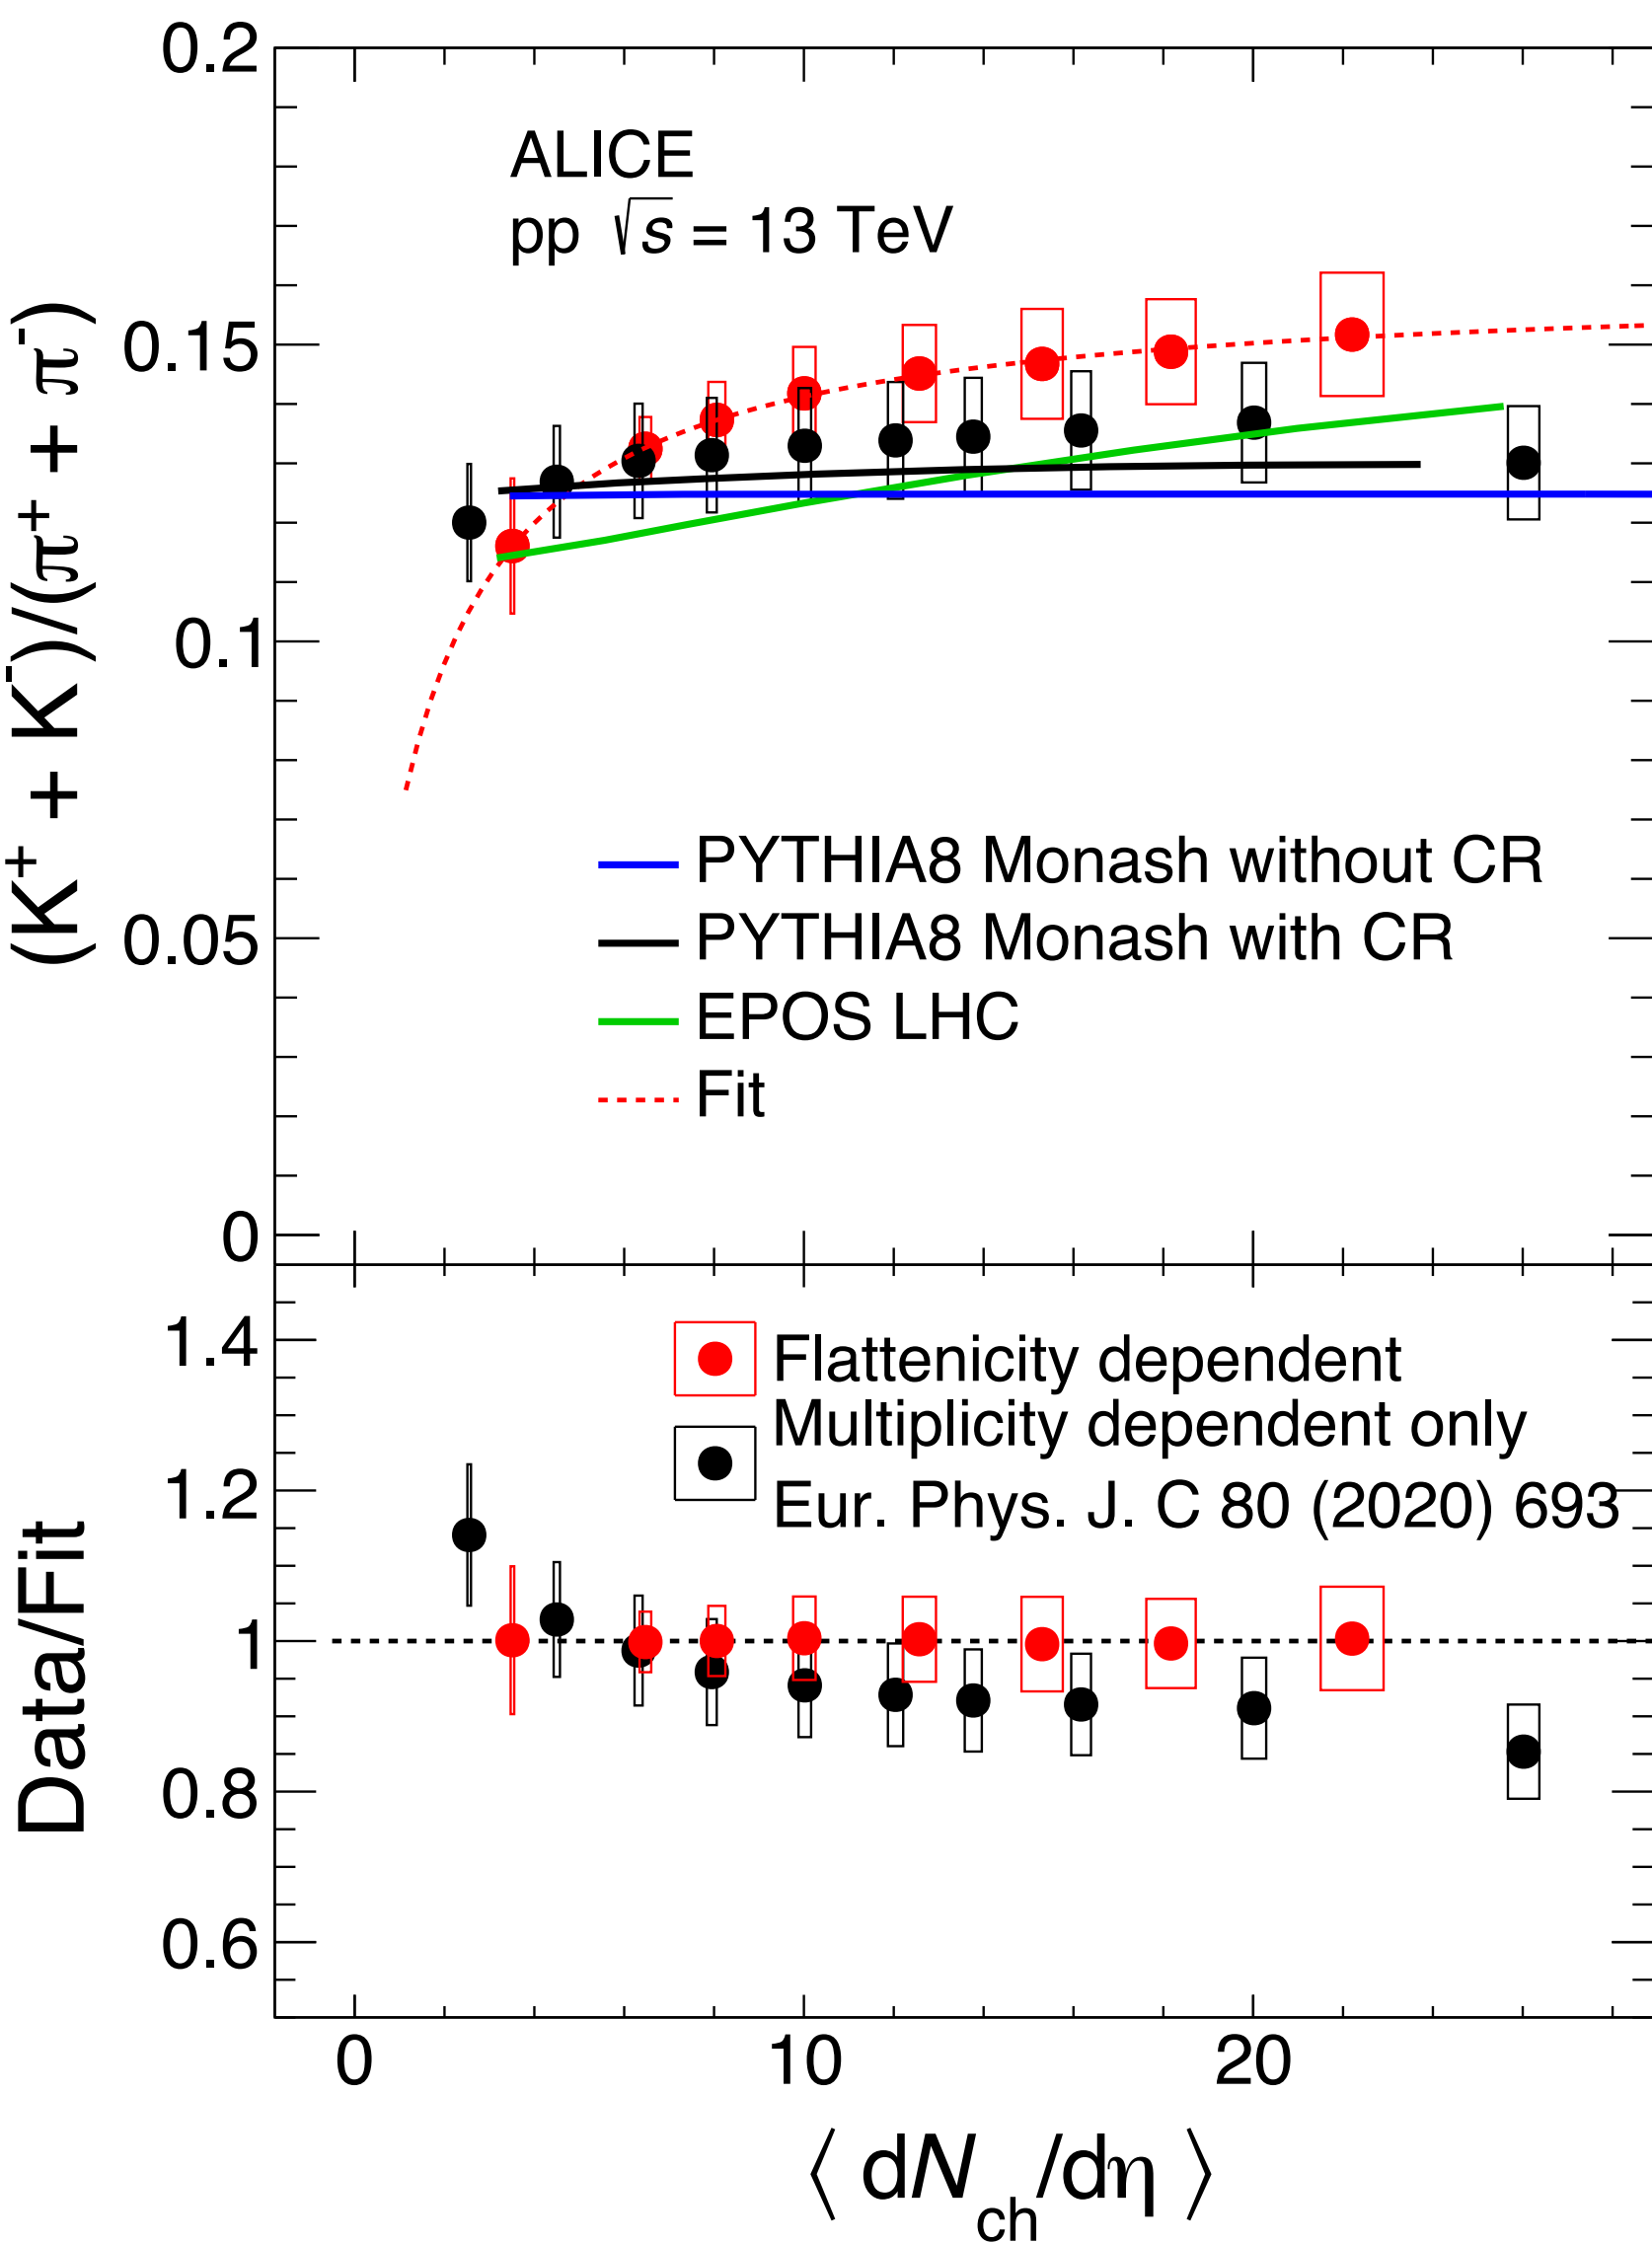 0.2
ALICE
pp √s = 13 TeV
0.15
0.1
0.05
0
(K⁺ + K⁻)/(π⁺ + π⁻)
PYTHIA8 Monash without CR
PYTHIA8 Monash with CR
EPOS LHC
Fit
1.4
1.2
1
0.8
0.6
Data/Fit
Flattenicity dependent
Multiplicity dependent only
Eur. Phys. J. C 80 (2020) 693
0 10 20
⟨ dN_ch/dη ⟩